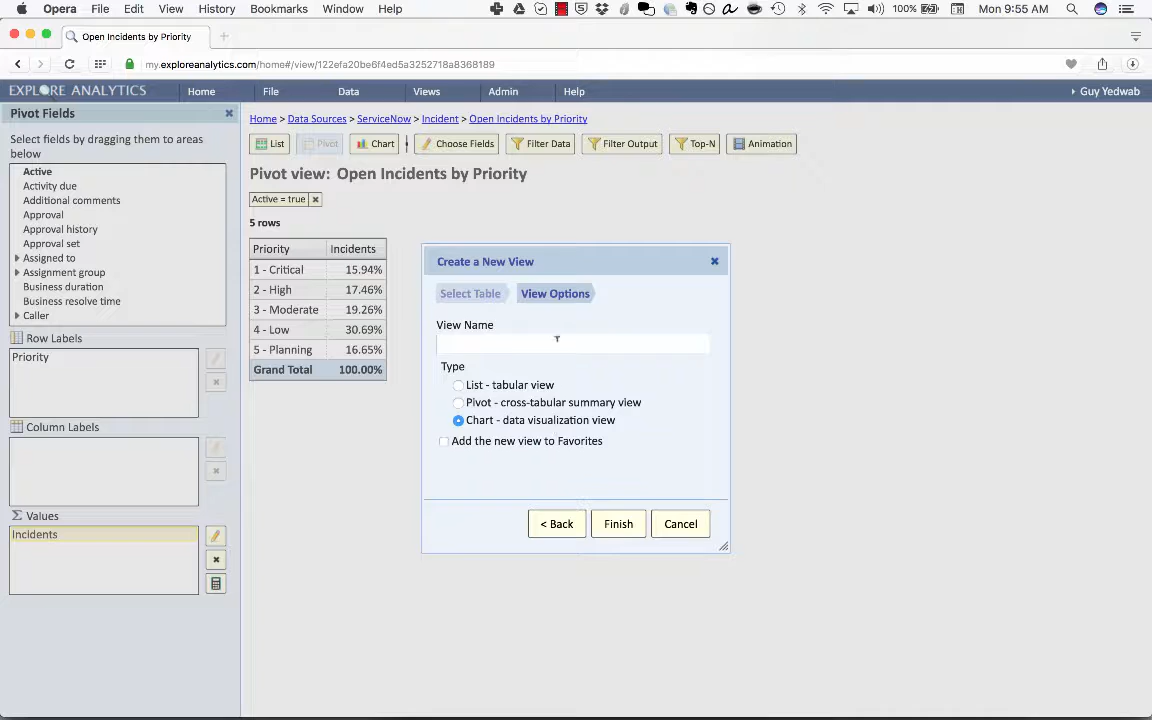 Opera File Edit View History Bookmarks Window Help 100% Mon 9:55 AM
Open Incidents by Priority
my.exploreanalytics.com/home#/view/122efa20be6f4ed5a3252718a8368189
EXPLORE ANALYTICS Home File Data Views Admin Help Guy Yedwab
Pivot Fields
Select fields by dragging them to areas
below
Active
Activity due
Additional comments
Approval
Approval history
Approval set
Assigned to
Assignment group
Business duration
Business resolve time
Caller
Row Labels
Priority
Column Labels
Σ Values
Incidents
Home > Data Sources > ServiceNow > Incident > Open Incidents by Priority
List Pivot Chart Choose Fields Filter Data Filter Output Top-N Animation
Pivot view: Open Incidents by Priority
Active = true
5 rows
Priority Incidents
1 - Critical 15.94%
2 - High 17.46%
3 - Moderate 19.26%
4 - Low 30.69%
5 - Planning 16.65%
Grand Total 100.00%
Create a New View
Select Table View Options
View Name
Type
List - tabular view
Pivot - cross-tabular summary view
Chart - data visualization view
Add the new view to Favorites
< Back Finish Cancel